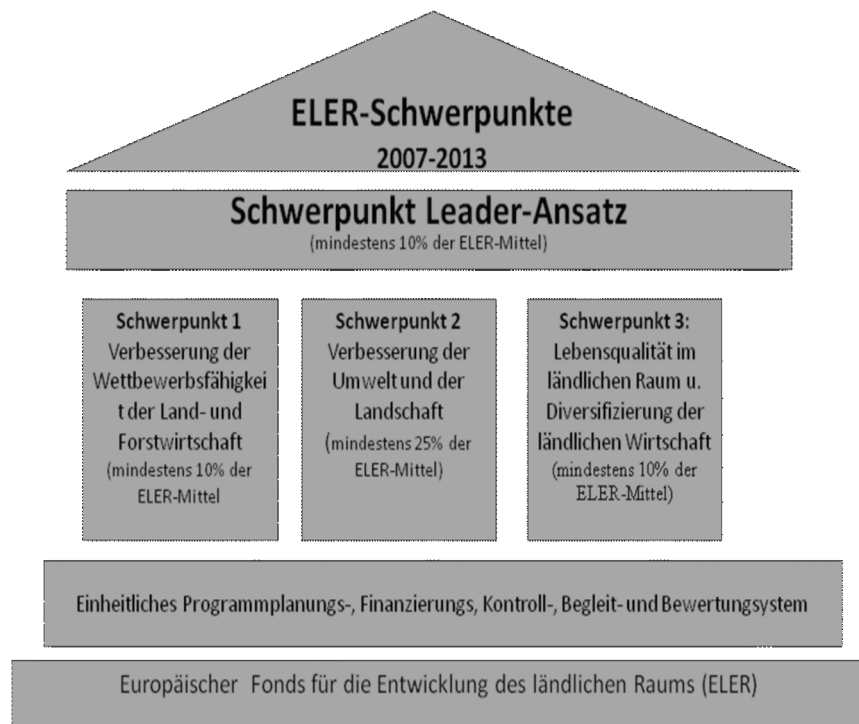 ELER-Schwerpunkte
2007-2013
Schwerpunkt Leader-Ansatz
(mindestens 10% der ELER-Mittel)
Schwerpunkt 1
Verbesserung der
Wettbewerbsfähigkei
t der Land- und
Forstwirtschaft
(mindestens 10% der
ELER-Mittel
Schwerpunkt 2
Verbesserung der
Umwelt und der
Landschaft
(mindestens 25% der
ELER-Mittel)
Schwerpunkt 3:
Lebensqualität im
ländlichen Raum u.
Diversifizierung der
ländlichen Wirtschaft
(mindestens 10% der
ELER-Mittel)
Einheitliches Programmplanungs-, Finanzierungs, Kontroll-, Begleit- und Bewertungsystem
Europäischer Fonds für die Entwicklung des ländlichen Raums (ELER)